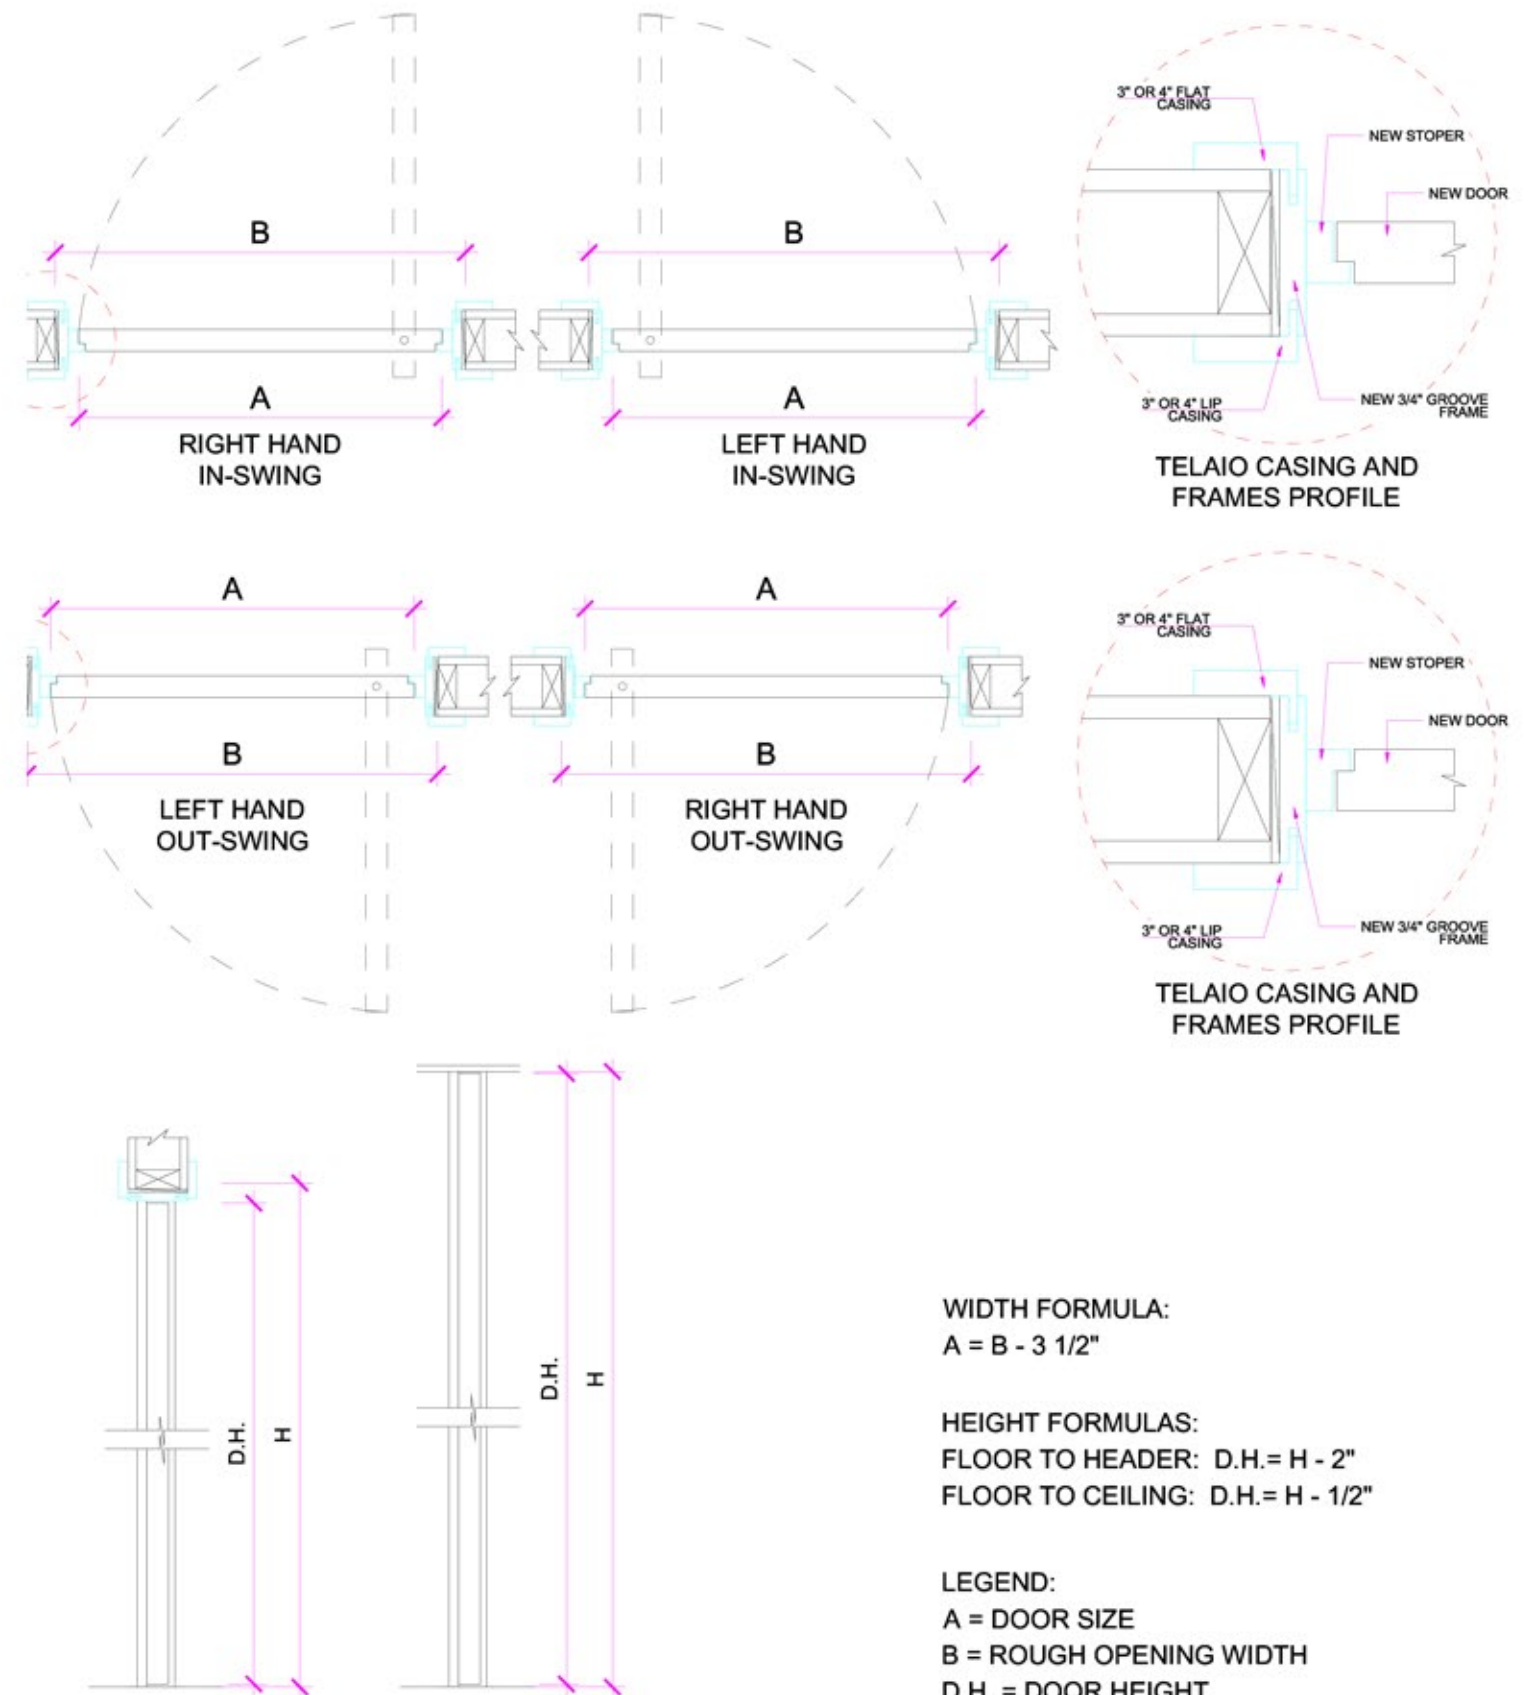 B
A
RIGHT HAND
IN-SWING
B
A
LEFT HAND
IN-SWING
3" OR 4" FLAT
CASING
NEW STOPER
NEW DOOR
3" OR 4" LIP
CASING
NEW 3/4" GROOVE
FRAME
TELAIO CASING AND
FRAMES PROFILE
A
B
LEFT HAND
OUT-SWING
A
B
RIGHT HAND
OUT-SWING
3" OR 4" FLAT
CASING
NEW STOPER
NEW DOOR
3" OR 4" LIP
CASING
NEW 3/4" GROOVE
FRAME
TELAIO CASING AND
FRAMES PROFILE
D.H.
H
D.H.
H
WIDTH FORMULA:
A = B - 3 1/2"
HEIGHT FORMULAS:
FLOOR TO HEADER: D.H.= H - 2"
FLOOR TO CEILING: D.H.= H - 1/2"
LEGEND:
A = DOOR SIZE
B = ROUGH OPENING WIDTH
D.H. = DOOR HEIGHT